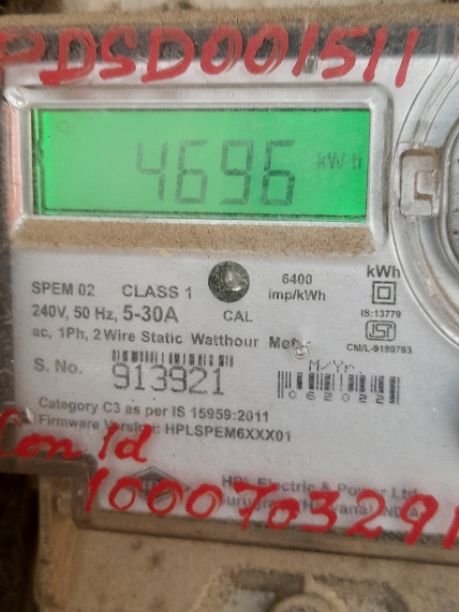 PDSD001511
4696 kWh
SPEM 02 CLASS 1 6400 imp/kWh kWh
240V, 50 Hz, 5-30A CAL IS:13779
ac, 1Ph, 2 Wire Static Watthour Meter CM/L-9190783
S. No. 913921 M/Yr 062022
Category C3 as per IS 15959:2011
Firmware Version: HPLSPEM6XXX01
Con Id
HPL Electric & Power Ltd
1000703291